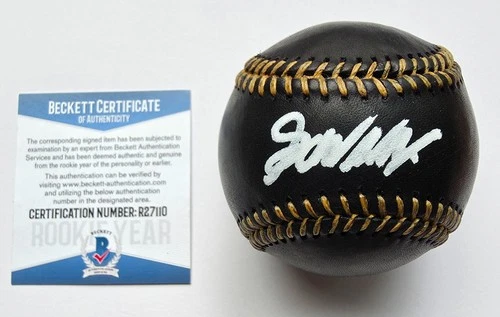 BECKETT CERTIFICATE
OF AUTHENTICITY
The corresponding signed item has been subjected to
examination by an expert from Beckett Authentication
Services and has been deemed authentic and genuine
from the rookie year of the personality or earlier.
This authentication can be verified by
visiting www.beckett-authentication.com
and utilizing the below authentication
number in the designated area.
CERTIFICATION NUMBER: R27110
ROOKIE YEAR
B